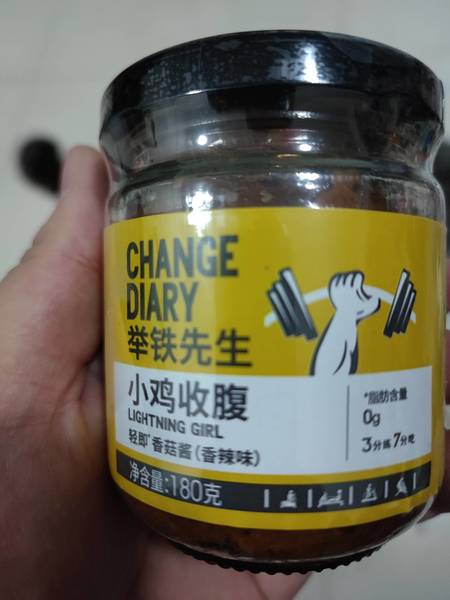 CHANGE
DIARY
举铁先生
小鸡收腹
LIGHTNING GIRL
轻即®香菇酱(香辣味)
净含量:180克
*脂肪含量
0g
3分练7分吃